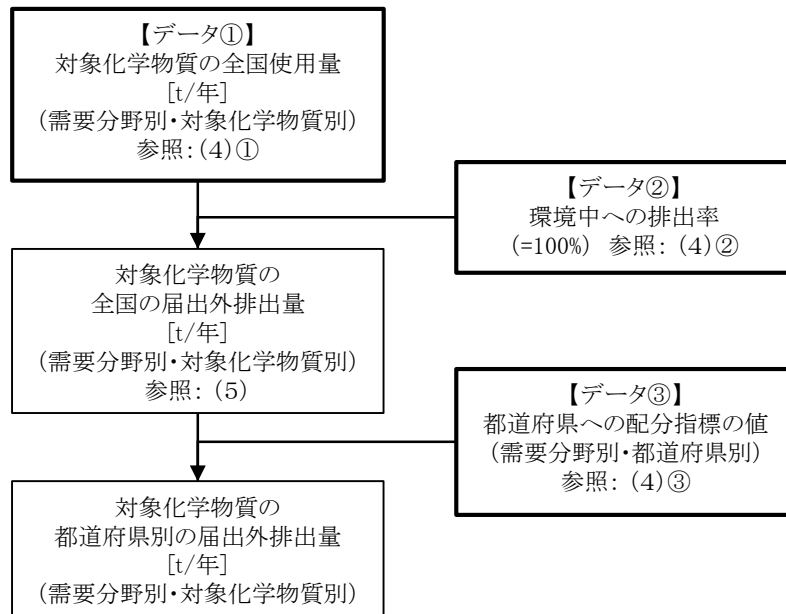 【データ①】
対象化学物質の全国使用量
[t/年]
(需要分野別・対象化学物質別)
参照:(4)①
【データ②】
環境中への排出率
(=100%) 参照: (4)②
対象化学物質の
全国の届出外排出量
[t/年]
(需要分野別・対象化学物質別)
参照: (5)
【データ③】
都道府県への配分指標の値
(需要分野別・都道府県別)
参照: (4)③
対象化学物質の
都道府県別の届出外排出量
[t/年]
(需要分野別・対象化学物質別)